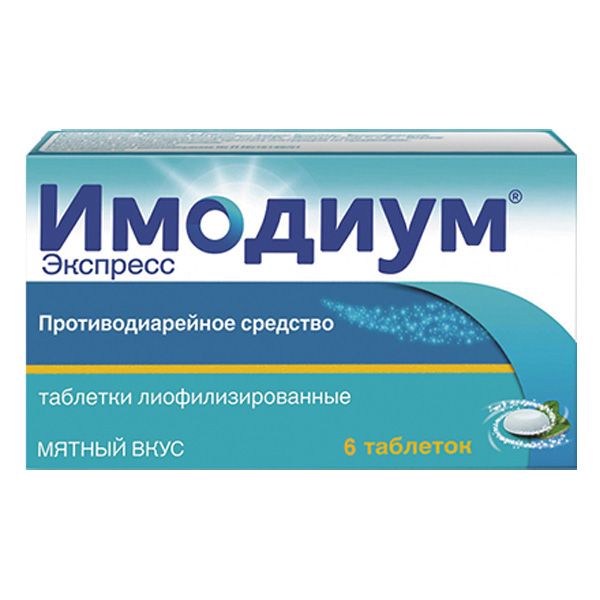 Имодиум®
Экспресс
Противодиарейное средство
таблетки лиофилизированные
МЯТНЫЙ ВКУС
6 таблеток